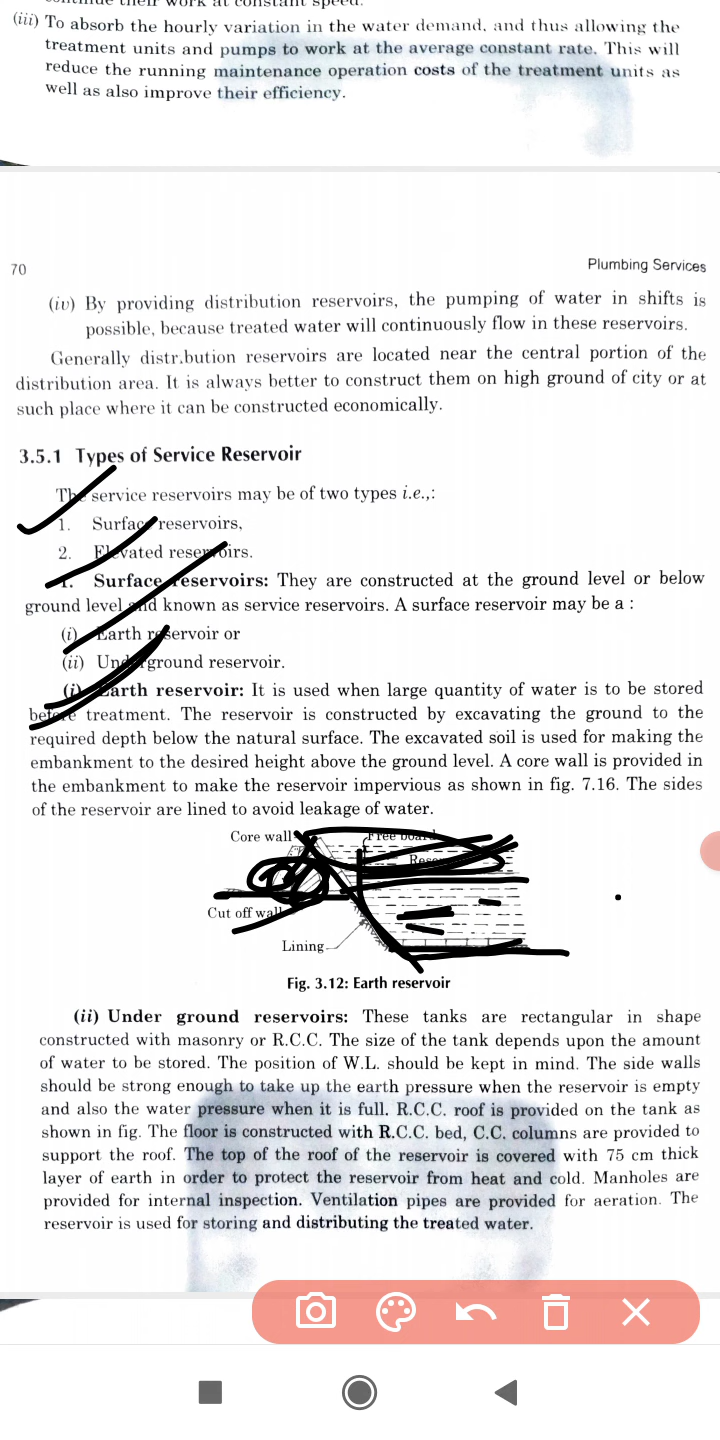 continue their work at constant speed.
(iii) To absorb the hourly variation in the water demand, and thus allowing the
treatment units and pumps to work at the average constant rate. This will
reduce the running maintenance operation costs of the treatment units as
well as also improve their efficiency.
70
Plumbing Services
(iv) By providing distribution reservoirs, the pumping of water in shifts is
possible, because treated water will continuously flow in these reservoirs.
Generally distr.bution reservoirs are located near the central portion of the
distribution area. It is always better to construct them on high ground of city or at
such place where it can be constructed economically.
3.5.1 Types of Service Reservoir
The service reservoirs may be of two types i.e.,:
1. Surface reservoirs,
2. Elevated reservoirs.
1. Surface reservoirs: They are constructed at the ground level or below
ground level and known as service reservoirs. A surface reservoir may be a :
(i) Earth reservoir or
(ii) Underground reservoir.
(i) Earth reservoir: It is used when large quantity of water is to be stored
before treatment. The reservoir is constructed by excavating the ground to the
required depth below the natural surface. The excavated soil is used for making the
embankment to the desired height above the ground level. A core wall is provided in
the embankment to make the reservoir impervious as shown in fig. 7.16. The sides
of the reservoir are lined to avoid leakage of water.
Core wall Free board
Cut off wall
Lining
Fig. 3.12: Earth reservoir
(ii) Under ground reservoirs: These tanks are rectangular in shape
constructed with masonry or R.C.C. The size of the tank depends upon the amount
of water to be stored. The position of W.L. should be kept in mind. The side walls
should be strong enough to take up the earth pressure when the reservoir is empty
and also the water pressure when it is full. R.C.C. roof is provided on the tank as
shown in fig. The floor is constructed with R.C.C. bed, C.C. columns are provided to
support the roof. The top of the roof of the reservoir is covered with 75 cm thick
layer of earth in order to protect the reservoir from heat and cold. Manholes are
provided for internal inspection. Ventilation pipes are provided for aeration. The
reservoir is used for storing and distributing the treated water.